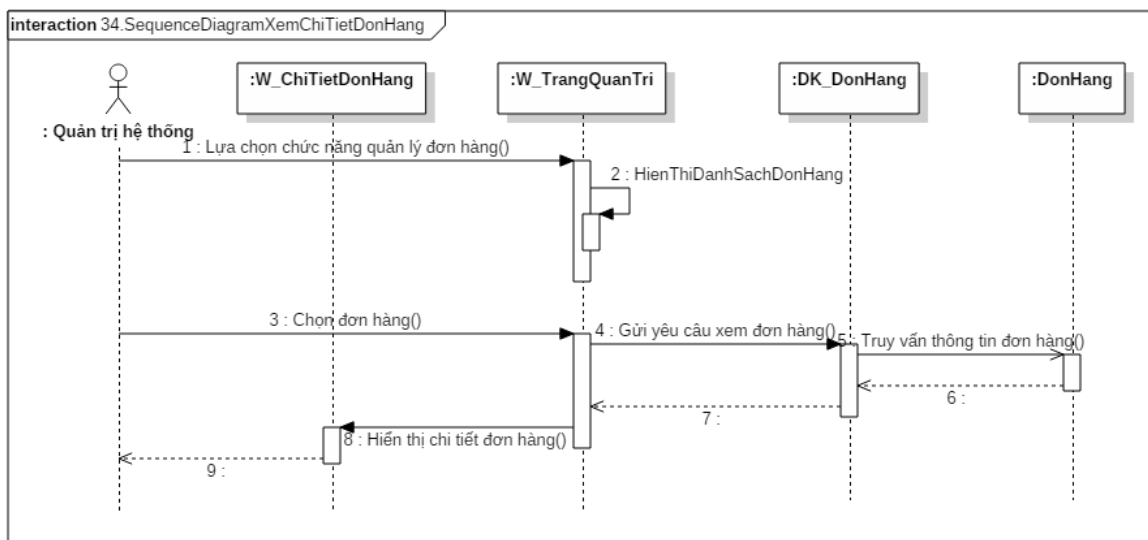 interaction 34.SequenceDiagramXemChiTietDonHang
:W_ChiTietDonHang
:W_TrangQuanTri
:DK_DonHang
:DonHang
: Quản trị hệ thống
1 : Lựa chọn chức năng quản lý đơn hàng()
2 : HienThiDanhSachDonHang
3 : Chọn đơn hàng()
4 : Gửi yêu câu xem đơn hàng()
5 : Truy vấn thông tin đơn hàng()
6 :
7 :
8 : Hiển thị chi tiết đơn hàng()
9 :